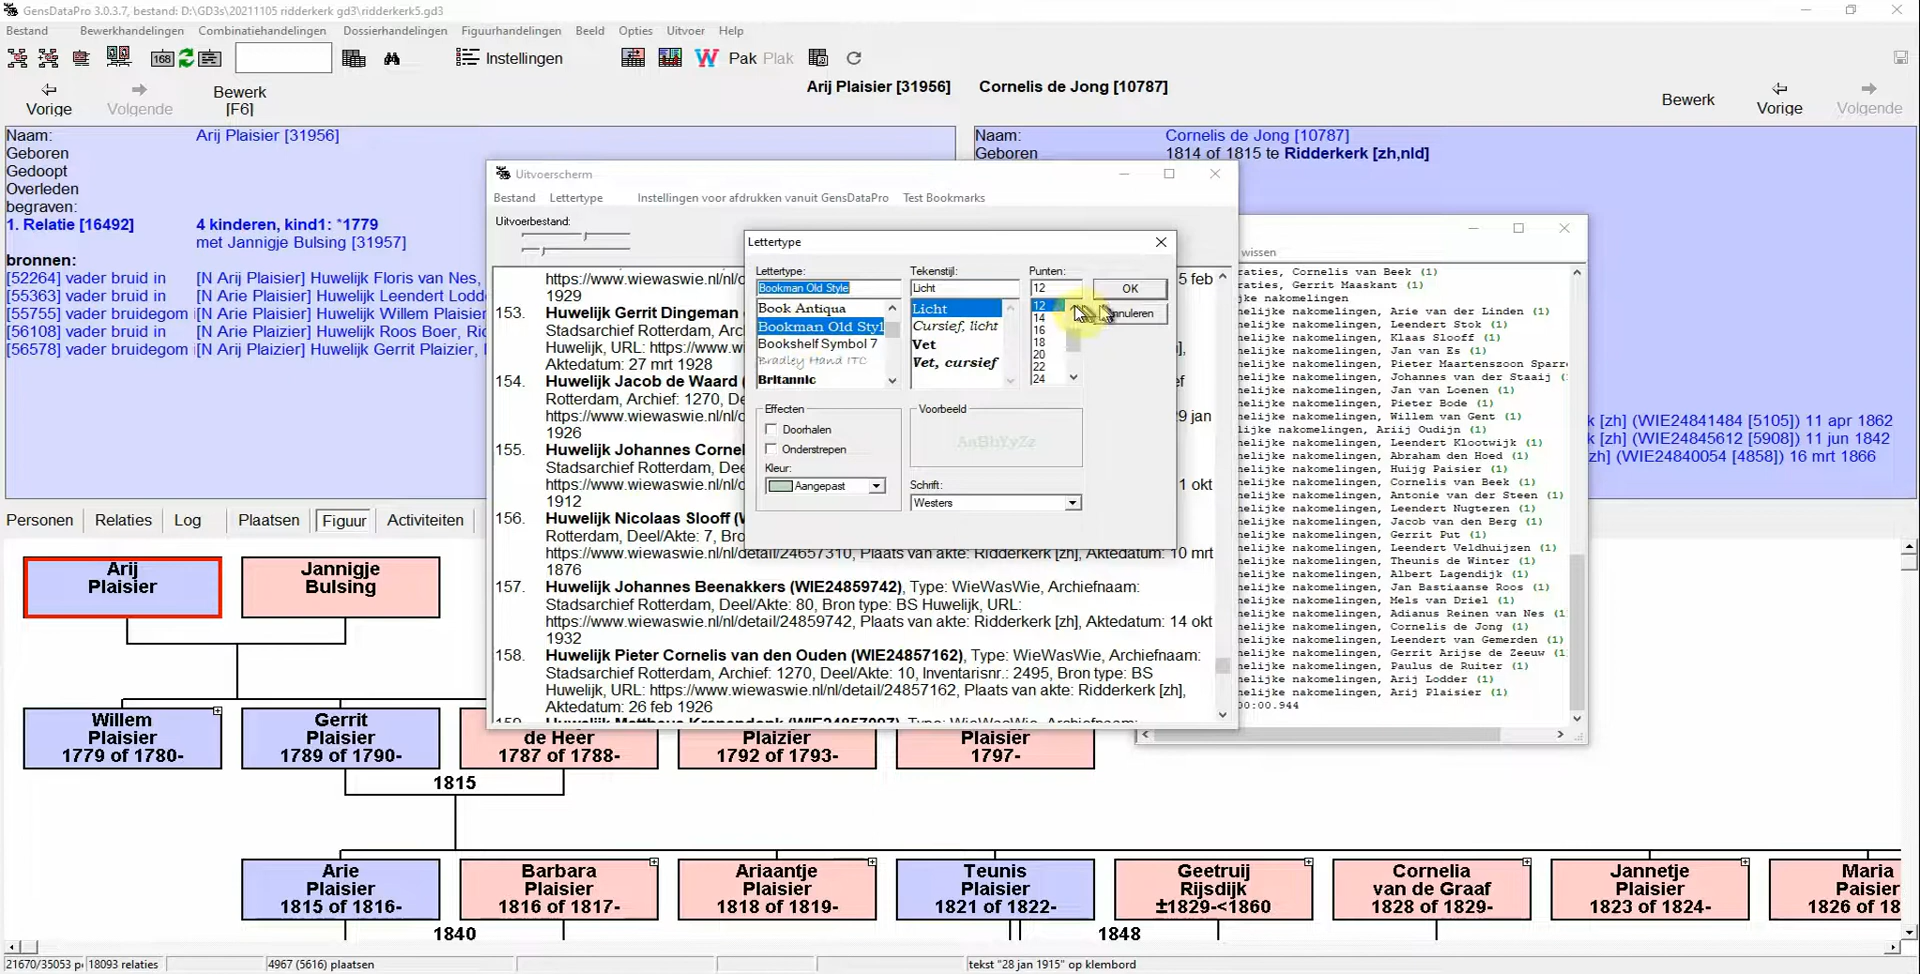 GensDataPro 3.0.3.7, bestand: D:\GD3s\20211105 ridderkerk gd3\ridderkerk5.gd3
Bestand Bewerkhandelingen Combinatiehandelingen Dossierhandelingen Figuurhandelingen Beeld Opties Uitvoer Help
168 Instellingen W Pak Plak
Vorige Volgende Bewerk [F6] Arij Plaisier [31956] Cornelis de Jong [10787] Bewerk Vorige Volgende
Naam: Arij Plaisier [31956]
Geboren
Gedoopt
Overleden
begraven:
1. Relatie [16492] 4 kinderen, kind1: *1779
met Jannigje Bulsing [31957]
bronnen:
[52264] vader bruid in [N Arij Plaisier] Huwelijk Floris van Nes,
[55363] vader bruid in [N Arie Plaisier] Huwelijk Leendert Lodd
[55755] vader bruidegom i [N Arie Plaisier] Huwelijk Willem Plaisier
[56108] vader bruid in [N Arie Plaizier] Huwelijk Roos Boer, Ri
[56578] vader bruidegom i [N Arij Plaizier] Huwelijk Gerrit Plaizier,
Naam: Cornelis de Jong [10787]
Geboren 1814 of 1815 te Ridderkerk [zh,nld]
k [zh] (WIE24841484 [5105]) 11 apr 1862
k [zh] (WIE24845612 [5908]) 11 jun 1842
zh] (WIE24840054 [4858]) 16 mrt 1866
Uitvoerscherm
Bestand Lettertype Instellingen voor afdrukken vanuit GensDataPro Test Bookmarks
Uitvoerbestand:
https://www.wiewaswie.nl/nl/ 5 feb
1929
153. Huwelijk Gerrit Dingeman
Stadsarchief Rotterdam, Arch
Huwelijk, URL: https://www.wi
Aktedatum: 27 mrt 1928
154. Huwelijk Jacob de Waard (
Rotterdam, Archief: 1270, De
https://www.wiewaswie.nl/nl/ 9 jan
1926
155. Huwelijk Johannes Cornel
Stadsarchief Rotterdam, Dee
https://www.wiewaswie.nl/nl/ 1 okt
1912
156. Huwelijk Nicolaas Slooff (
Rotterdam, Deel/Akte: 7, Bro
https://www.wiewaswie.nl/nl/detail/24657310, Plaats van akte: Ridderkerk [zh], Aktedatum: 10 mrt
1876
157. Huwelijk Johannes Beenakkers (WIE24859742), Type: WieWasWie, Archiefnaam:
Stadsarchief Rotterdam, Deel/Akte: 80, Bron type: BS Huwelijk, URL:
https://www.wiewaswie.nl/nl/detail/24859742, Plaats van akte: Ridderkerk [zh], Aktedatum: 14 okt
1932
158. Huwelijk Pieter Cornelis van den Ouden (WIE24857162), Type: WieWasWie, Archiefnaam:
Stadsarchief Rotterdam, Archief: 1270, Deel/Akte: 10, Inventarisnr.: 2495, Bron type: BS
Huwelijk, URL: https://www.wiewaswie.nl/nl/detail/24857162, Plaats van akte: Ridderkerk [zh],
Aktedatum: 26 feb 1926
Lettertype
Lettertype: Tekenstijl: Punten:
Bookman Old Style Licht 12 OK
Book Antiqua Licht 12
Bookman Old Styl Cursief, licht 14
Bookshelf Symbol 7 Vet 16
Bradley Hand ITC Vet, cursief 18
Britannic 20
22
24
Effecten Voorbeeld
Doorhalen AaBbYyZz
Onderstrepen
Kleur: Schrift:
Aangepast Westers
wissen
raties, Cornelis van Beek (1)
raties, Gerrit Maaskant (1)
jke nakomelingen
elijke nakomelingen, Arie van der Linden (1)
elijke nakomelingen, Leendert Stok (1)
elijke nakomelingen, Klaas Slooff (1)
elijke nakomelingen, Jan van Es (1)
elijke nakomelingen, Pieter Maartenszoon Sparr
elijke nakomelingen, Johannes van der Staaij (
elijke nakomelingen, Jan van Loenen (1)
elijke nakomelingen, Pieter Bode (1)
elijke nakomelingen, Willem van Gent (1)
elijke nakomelingen, Ariij Oudijn (1)
elijke nakomelingen, Leendert Klootwijk (1)
elijke nakomelingen, Abraham den Hoed (1)
elijke nakomelingen, Huijg Paisier (1)
elijke nakomelingen, Cornelis van Beek (1)
elijke nakomelingen, Antonie van der Steen (1)
elijke nakomelingen, Leendert Nugteren (1)
elijke nakomelingen, Jacob van den Berg (1)
elijke nakomelingen, Gerrit Put (1)
elijke nakomelingen, Leendert Veldhuijzen (1)
elijke nakomelingen, Theunis de Winter (1)
elijke nakomelingen, Albert Lagendijk (1)
elijke nakomelingen, Jan Bastiaanse Roos (1)
elijke nakomelingen, Mels van Driel (1)
elijke nakomelingen, Adianus Reinen van Nes (1
elijke nakomelingen, Cornelis de Jong (1)
elijke nakomelingen, Leendert van Gemerden (1)
elijke nakomelingen, Gerrit Arijse de Zeeuw (1
elijke nakomelingen, Paulus de Ruiter (1)
elijke nakomelingen, Arij Lodder (1)
elijke nakomelingen, Arij Plaisier (1)
00:00.944
Personen Relaties Log Plaatsen Figuur Activiteiten
Arij Plaisier
Jannigje Bulsing
Willem Plaisier 1779 of 1780-
Gerrit Plaisier 1789 of 1790-
de Heer 1787 of 1788-
Plaizier 1792 of 1793-
Plaisier 1797-
1815
Arie Plaisier 1815 of 1816-
Barbara Plaisier 1816 of 1817-
Ariaantje Plaisier 1818 of 1819-
Teunis Plaisier 1821 of 1822-
Geetruij Rijsdijk ±1829-<1860
Cornelia van de Graaf 1828 of 1829-
Jannetje Plaisier 1823 of 1824-
Maria Paisier 1826 of 18
1840 1848
21670/35053 p 18093 relaties 4967 (5616) plaatsen tekst "28 jan 1915" op klembord